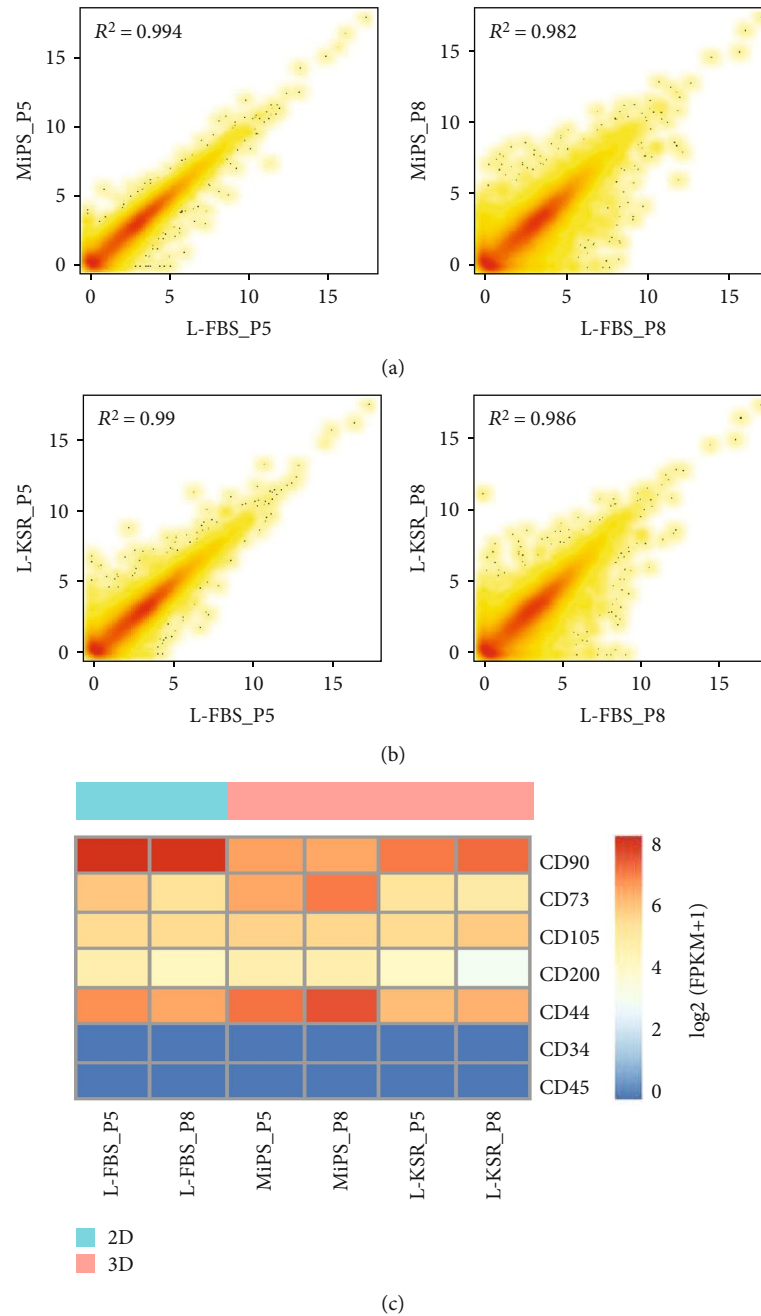 R² = 0.994
MiPS_P5
15
10
5
0
0
5
10
15
L-FBS_P5
R² = 0.982
MiPS_P8
15
10
5
0
0
5
10
15
L-FBS_P8
(a)
R² = 0.99
L-KSR_P5
15
10
5
0
0
5
10
15
L-FBS_P5
R² = 0.986
L-KSR_P8
15
10
5
0
0
5
10
15
L-FBS_P8
(b)
CD90
CD73
CD105
CD200
CD44
CD34
CD45
8
6
4
2
0
log2 (FPKM+1)
L-FBS_P5
L-FBS_P8
MiPS_P5
MiPS_P8
L-KSR_P5
L-KSR_P8
2D
3D
(c)